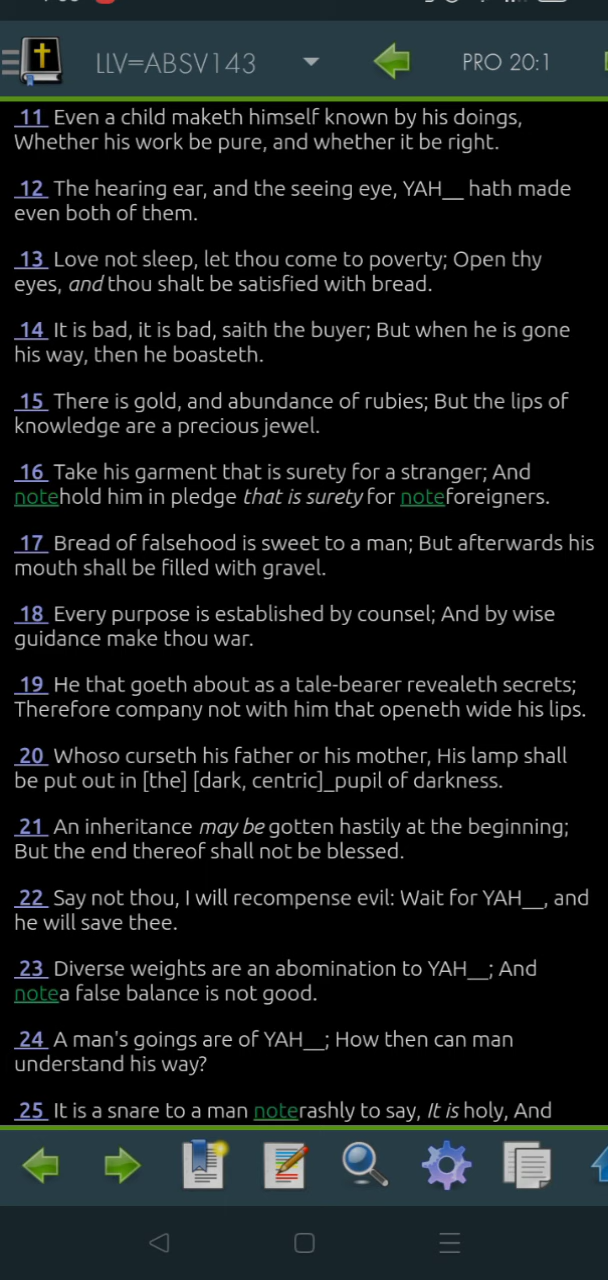 LLV=ABSV143
PRO 20:1
11 Even a child maketh himself known by his doings,
Whether his work be pure, and whether it be right.
12 The hearing ear, and the seeing eye, YAH__ hath made
even both of them.
13 Love not sleep, let thou come to poverty; Open thy
eyes, and thou shalt be satisfied with bread.
14 It is bad, it is bad, saith the buyer; But when he is gone
his way, then he boasteth.
15 There is gold, and abundance of rubies; But the lips of
knowledge are a precious jewel.
16 Take his garment that is surety for a stranger; And
notehold him in pledge that is surety for noteforeigners.
17 Bread of falsehood is sweet to a man; But afterwards his
mouth shall be filled with gravel.
18 Every purpose is established by counsel; And by wise
guidance make thou war.
19 He that goeth about as a tale-bearer revealeth secrets;
Therefore company not with him that openeth wide his lips.
20 Whoso curseth his father or his mother, His lamp shall
be put out in [the] [dark, centric]_pupil of darkness.
21 An inheritance may be gotten hastily at the beginning;
But the end thereof shall not be blessed.
22 Say not thou, I will recompense evil: Wait for YAH__, and
he will save thee.
23 Diverse weights are an abomination to YAH__; And
notea false balance is not good.
24 A man's goings are of YAH__; How then can man
understand his way?
25 It is a snare to a man noterashly to say, It is holy, And